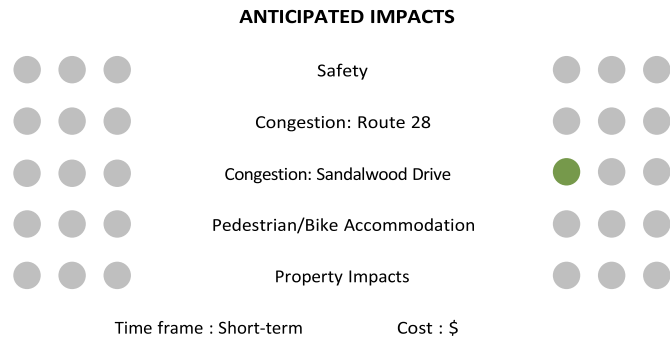 ANTICIPATED IMPACTS
Safety
Congestion: Route 28
Congestion: Sandalwood Drive
Pedestrian/Bike Accommodation
Property Impacts
Time frame : Short-term Cost : $